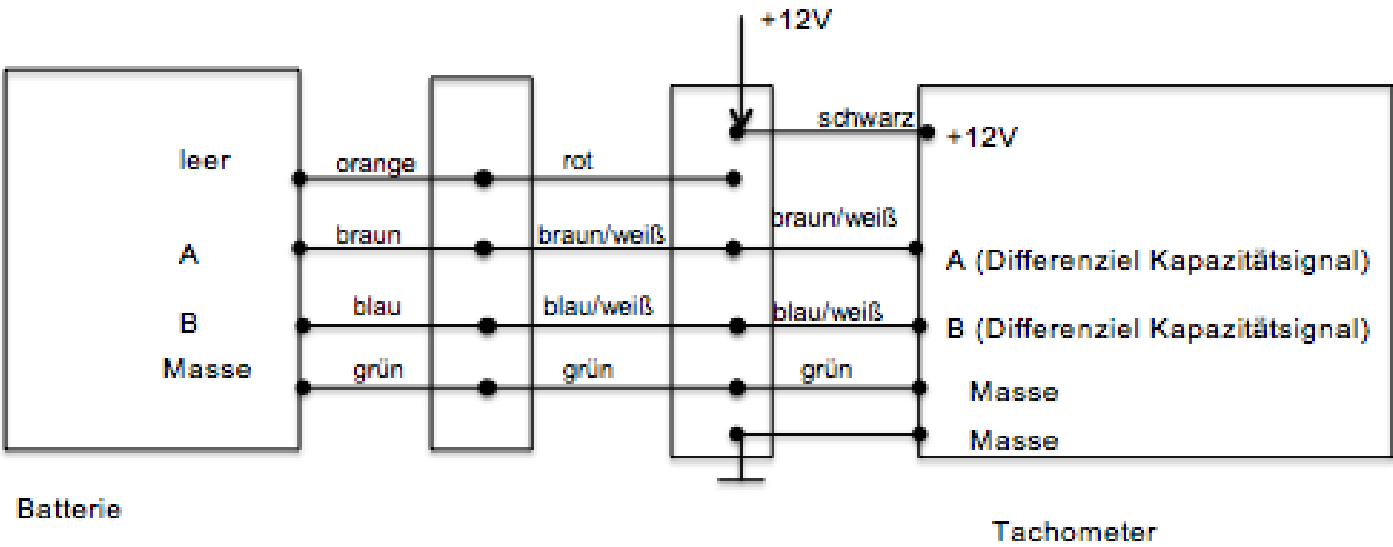 +12V
schwarz
+12V
leer
orange
rot
braun/weiß
braun
braun/weiß
A
A (Differenziel Kapazitätsignal)
blau
blau/weiß
blau/weiß
B
B (Differenziel Kapazitätsignal)
Masse
grün
grün
grün
Masse
Masse
Batterie
Tachometer